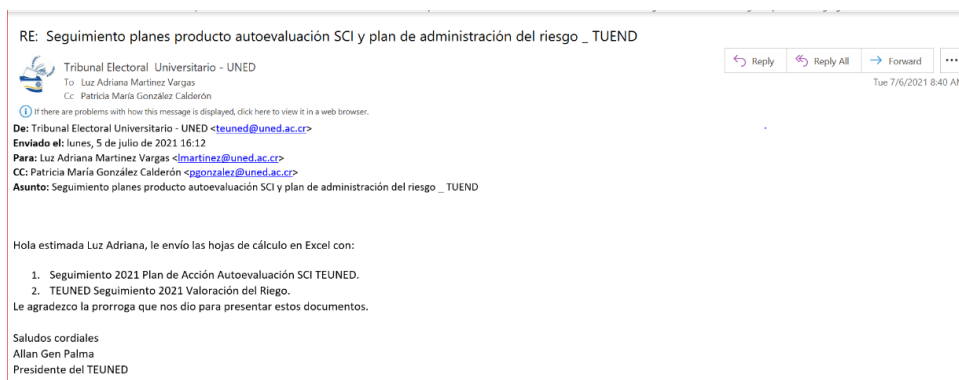 RE: Seguimiento planes producto autoevaluación SCI y plan de administración del riesgo _ TUEND
Tribunal Electoral Universitario - UNED
To Luz Adriana Martinez Vargas
Cc Patricia María González Calderón
Reply
Reply All
Forward
Tue 7/6/2021 8:40 AM
If there are problems with how this message is displayed, click here to view it in a web browser.
De: Tribunal Electoral Universitario - UNED <teuned@uned.ac.cr>
Enviado el: lunes, 5 de julio de 2021 16:12
Para: Luz Adriana Martinez Vargas <lmartinez@uned.ac.cr>
CC: Patricia María González Calderón <pgonzalez@uned.ac.cr>
Asunto: Seguimiento planes producto autoevaluación SCI y plan de administración del riesgo _ TUEND
Hola estimada Luz Adriana, le envío las hojas de cálculo en Excel con:
1. Seguimiento 2021 Plan de Acción Autoevaluación SCI TEUNED.
2. TEUNED Seguimiento 2021 Valoración del Riego.
Le agradezco la prorroga que nos dio para presentar estos documentos.
Saludos cordiales
Allan Gen Palma
Presidente del TEUNED